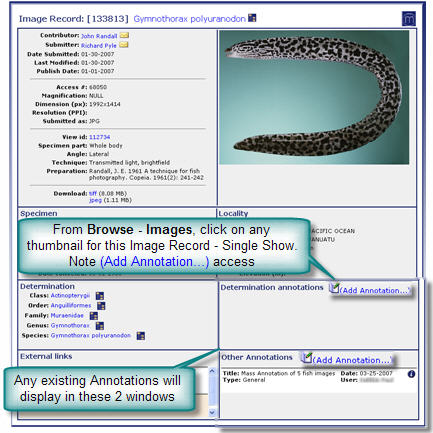 Image Record: [133813] Gymnothorax polyuranodon
Contributor: John Randall
Submitter: Richard Pyle
Date Submitted: 01-30-2007
Last Modified: 01-30-2007
Publish Date: 01-01-2007
Access #: 68050
Magnification: NULL
Dimension (px): 1992x1414
Resolution (PPI):
Submitted as: JPG
View id: 112734
Specimen part: Whole body
Angle: Lateral
Technique: Transmitted light, brightfield
Preparation: Randall, J. E. 1961 A technique for fish
photography. Copeia. 1961(2): 241-242
Download: tiff (8.08 MB)
jpeg (1.11 MB)
Specimen
Locality
PACIFIC OCEAN
VANUATU
From Browse - Images, click on any
thumbnail for this Image Record - Single Show.
Note (Add Annotation...) access
Determination
Class: Actinopterygii
Order: Anguilliformes
Family: Muraenidae
Genus: Gymnothorax
Species: Gymnothorax polyuranodon
Determination annotations (Add Annotation...)
External links
Other Annotations (Add Annotation...)
Title: Mass Annotation of 5 fish images Date: 03-25-2007
Type: General User:
Any existing Annotations will
display in these 2 windows